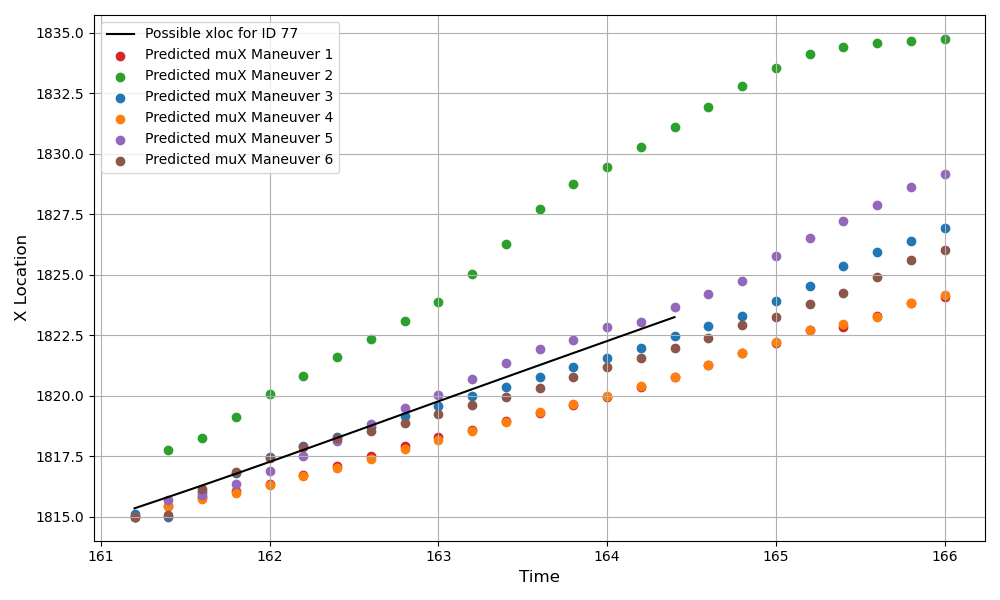 1835.0
1832.5
1830.0
1827.5
1825.0
1822.5
1820.0
1817.5
1815.0
X Location
Possible xloc for ID 77
Predicted muX Maneuver 1
Predicted muX Maneuver 2
Predicted muX Maneuver 3
Predicted muX Maneuver 4
Predicted muX Maneuver 5
Predicted muX Maneuver 6
161 162 163 164 165 166
Time